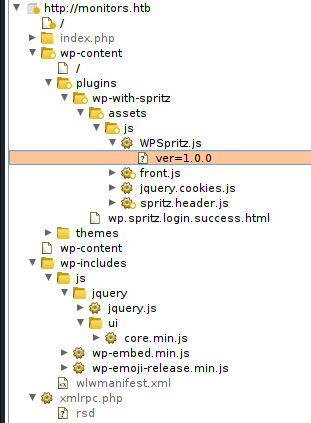 http://monitors.htb
/
index.php
wp-content
/
plugins
wp-with-spritz
assets
js
WPSpritz.js
ver=1.0.0
front.js
jquery.cookies.js
spritz.header.js
wp.spritz.login.success.html
themes
wp-content
wp-includes
js
jquery
jquery.js
ui
core.min.js
wp-embed.min.js
wp-emoji-release.min.js
wlwmanifest.xml
xmlrpc.php
rsd